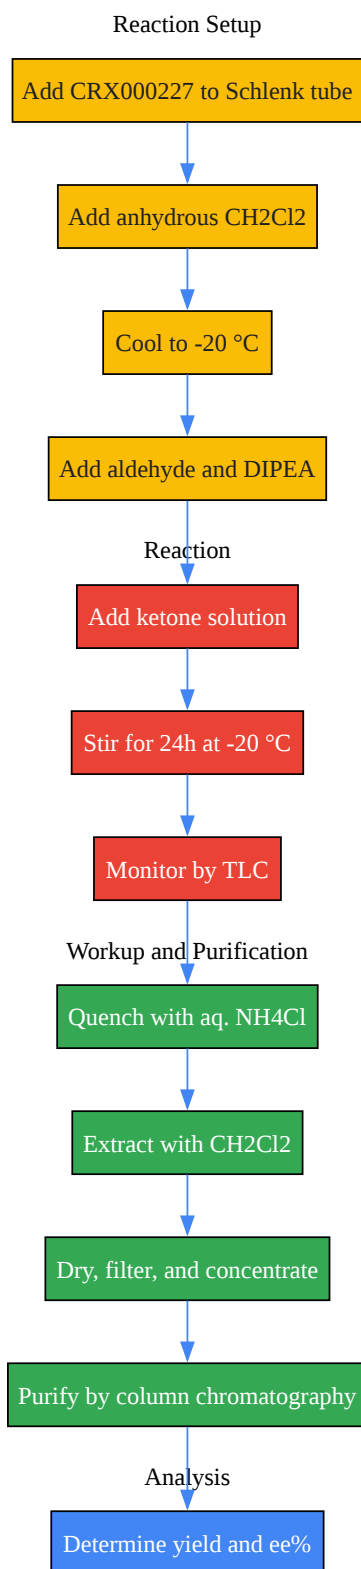 Reaction Setup
Add CRX000227 to Schlenk tube
Add anhydrous CH2Cl2
Cool to -20 °C
Add aldehyde and DIPEA
Reaction
Add ketone solution
Stir for 24h at -20 °C
Monitor by TLC
Workup and Purification
Quench with aq. NH4Cl
Extract with CH2Cl2
Dry, filter, and concentrate
Purify by column chromatography
Analysis
Determine yield and ee%